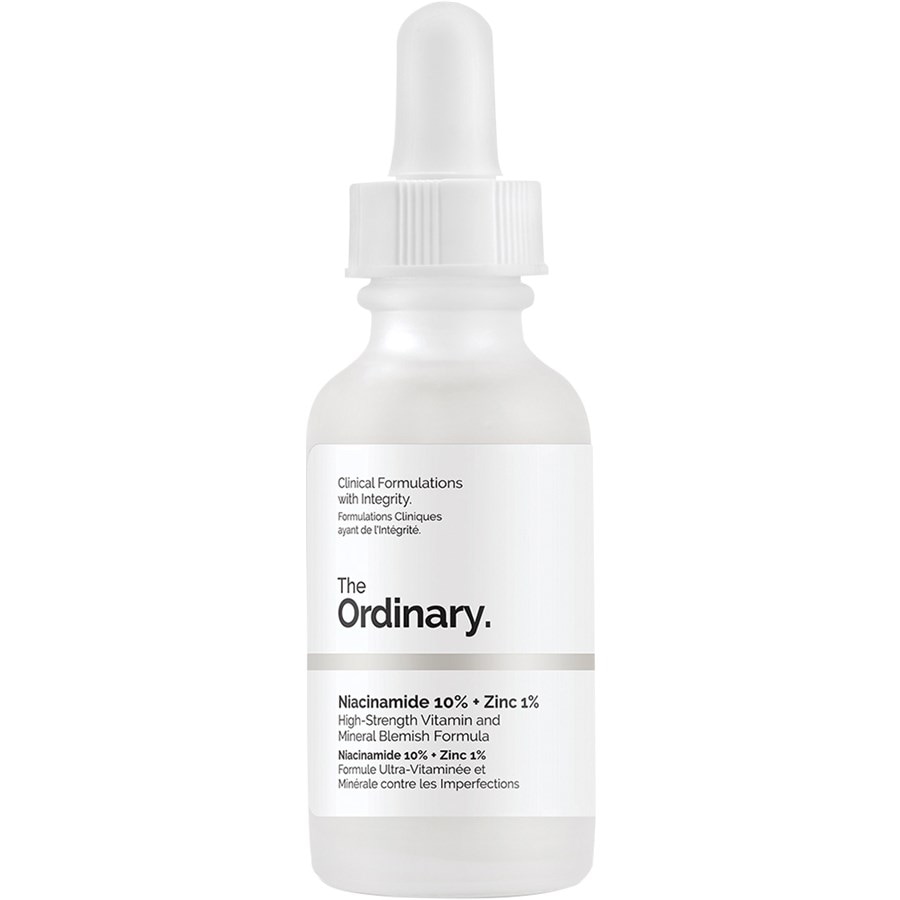 Clinical Formulations
with Integrity.
Formulations Cliniques
ayant de l'Intégrité.
The
Ordinary.
Niacinamide 10% + Zinc 1%
High-Strength Vitamin and
Mineral Blemish Formula
Niacinamide 10% + Zinc 1%
Formule Ultra-Vitaminée et
Minérale contre les Imperfections